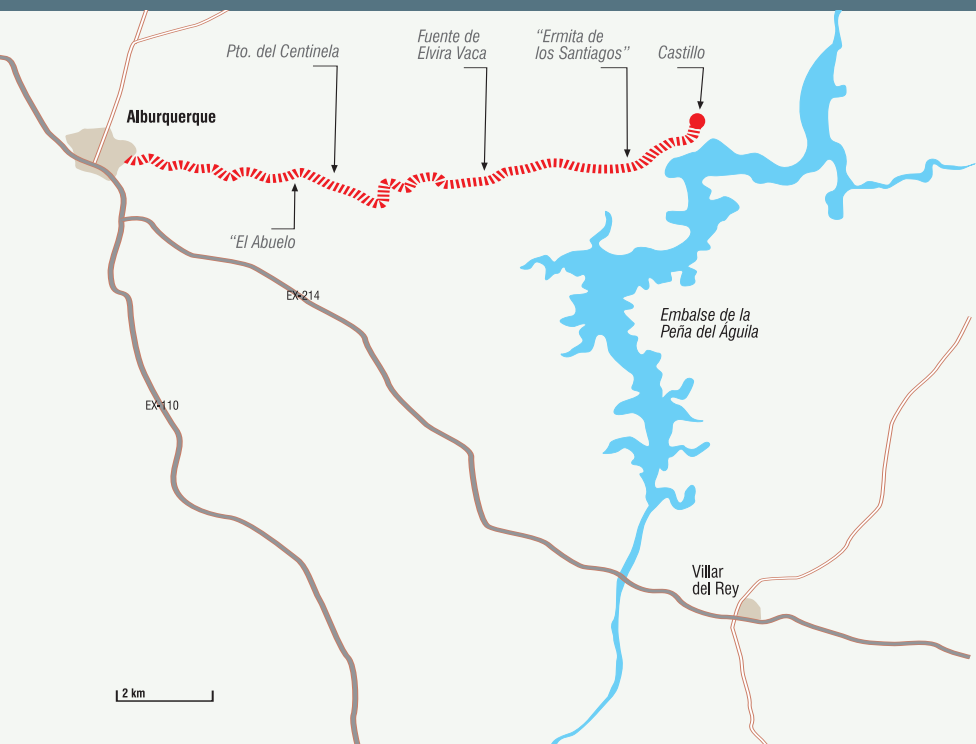 Pto. del Centinela
Fuente de
Elvira Vaca
“Ermita de
los Santiagos”
Castillo
Alburquerque
“El Abuelo
EX-214
Embalse de la
Peña del Águila
EX-110
Villar
del Rey
2 km